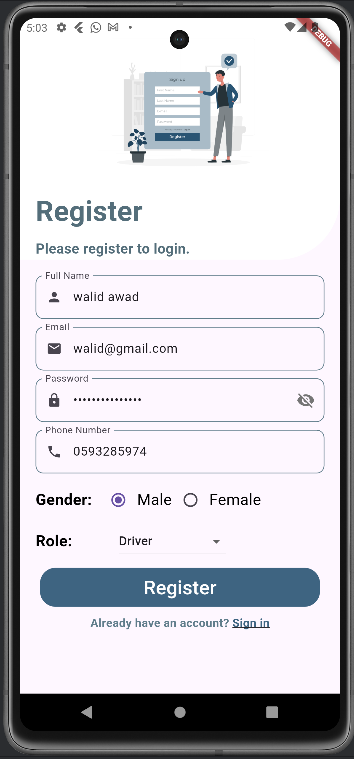 5:03
DEBUG
Register
Register
Please register to login.
Full Name
walid awad
Email
walid@gmail.com
Password
•••••••••••••••
Phone Number
0593285974
Gender: Male Female
Role: Driver
Register
Already have an account? Sign in